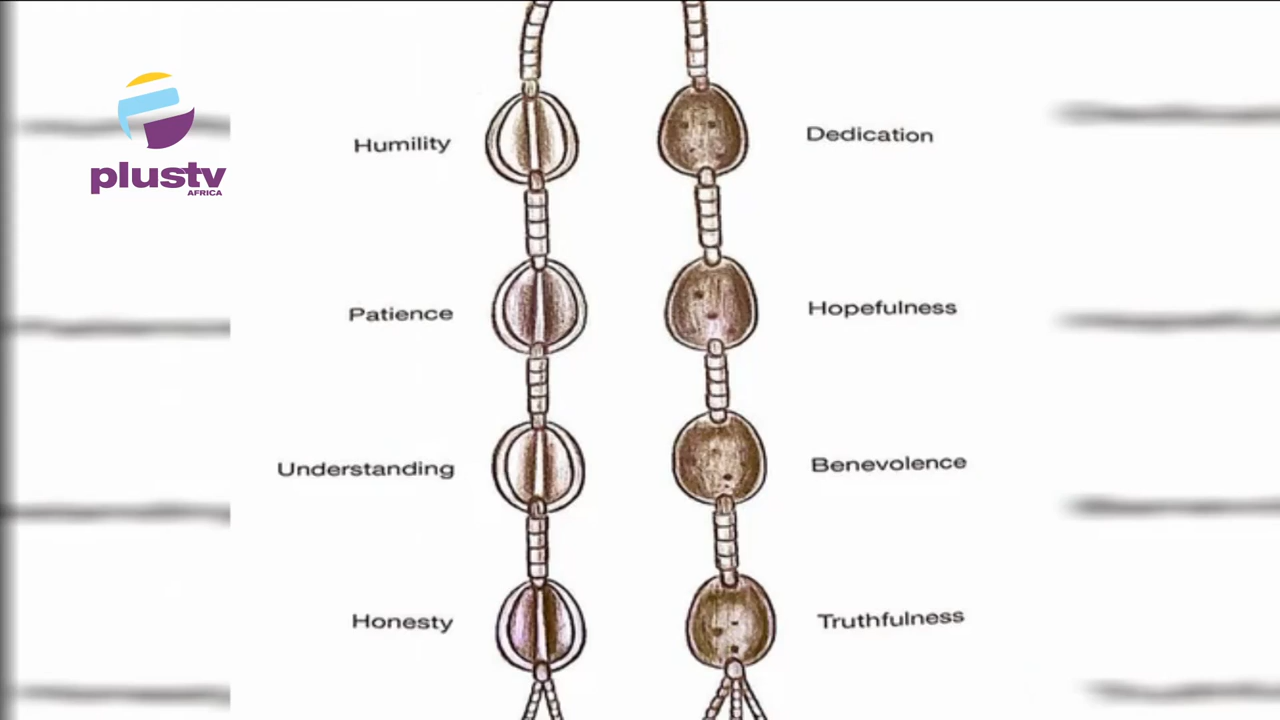 plustv
AFRICA
Humility
Dedication
Patience
Hopefulness
Understanding
Benevolence
Honesty
Truthfulness